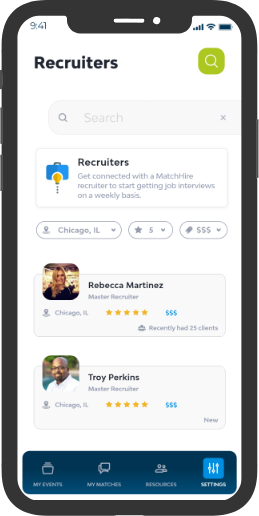 9:41
Recruiters
Search ×
Recruiters
Get connected with a MatchHire
recruiter to start getting job interviews
on a weekly basis.
Chicago, IL 5 $$$
Rebecca Martinez
Master Recruiter
Chicago, IL $$$
Recently had 25 clients
Troy Perkins
Master Recruiter
Chicago, IL $$$
New
MY EVENTS MY MATCHES RESOURCES SETTINGS